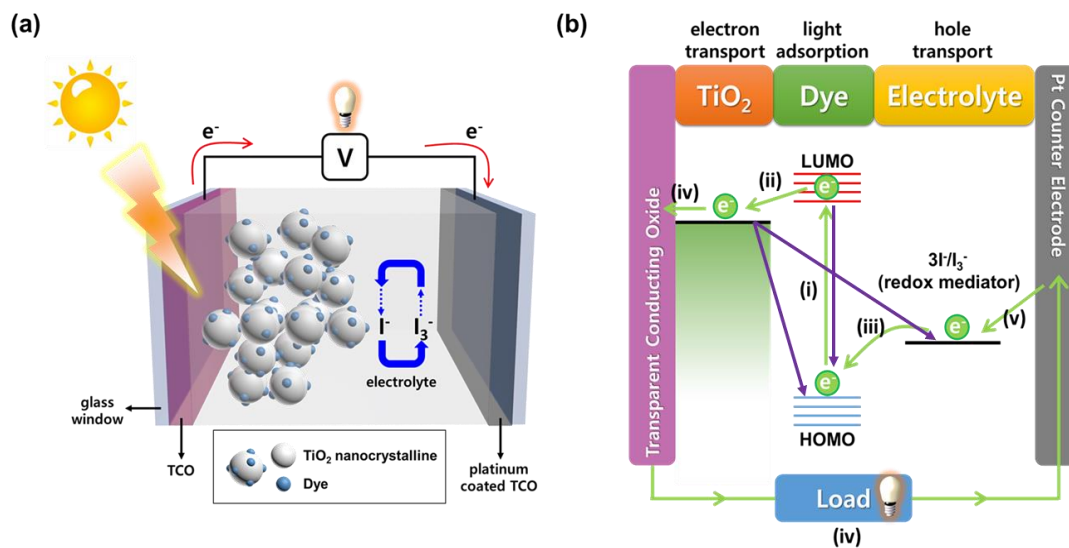 (a)
e-
V
e-
I-
I3-
electrolyte
glass
window
TCO
platinum
coated TCO
TiO2 nanocrystalline
Dye
(b)
electron
transport
light
adsorption
hole
transport
TiO2
Dye
Electrolyte
Transparent Conducting Oxide
Pt Counter Electrode
LUMO
(ii)
e-
(iv)
e-
(i)
3I-/I3-
(redox mediator)
(iii)
e-
(v)
e-
HOMO
Load
(iv)